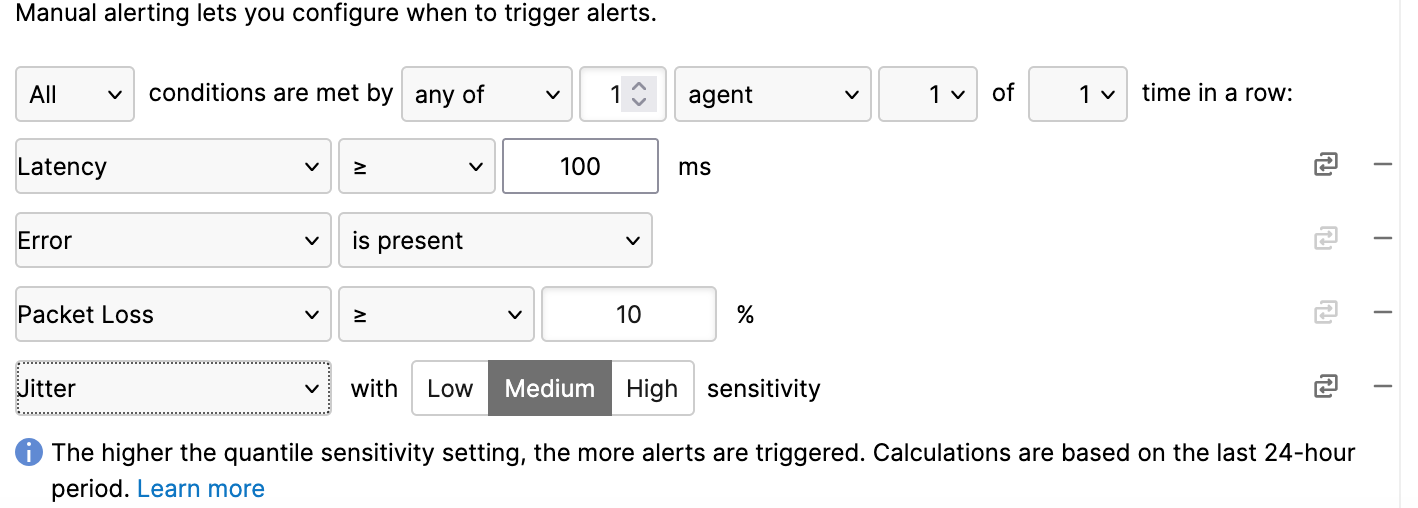 Manual alerting lets you configure when to trigger alerts.
All conditions are met by any of 1 agent 1 of 1 time in a row:
Latency ≥ 100 ms
Error is present
Packet Loss ≥ 10 %
Jitter with Low Medium High sensitivity
The higher the quantile sensitivity setting, the more alerts are triggered. Calculations are based on the last 24-hour
period. Learn more